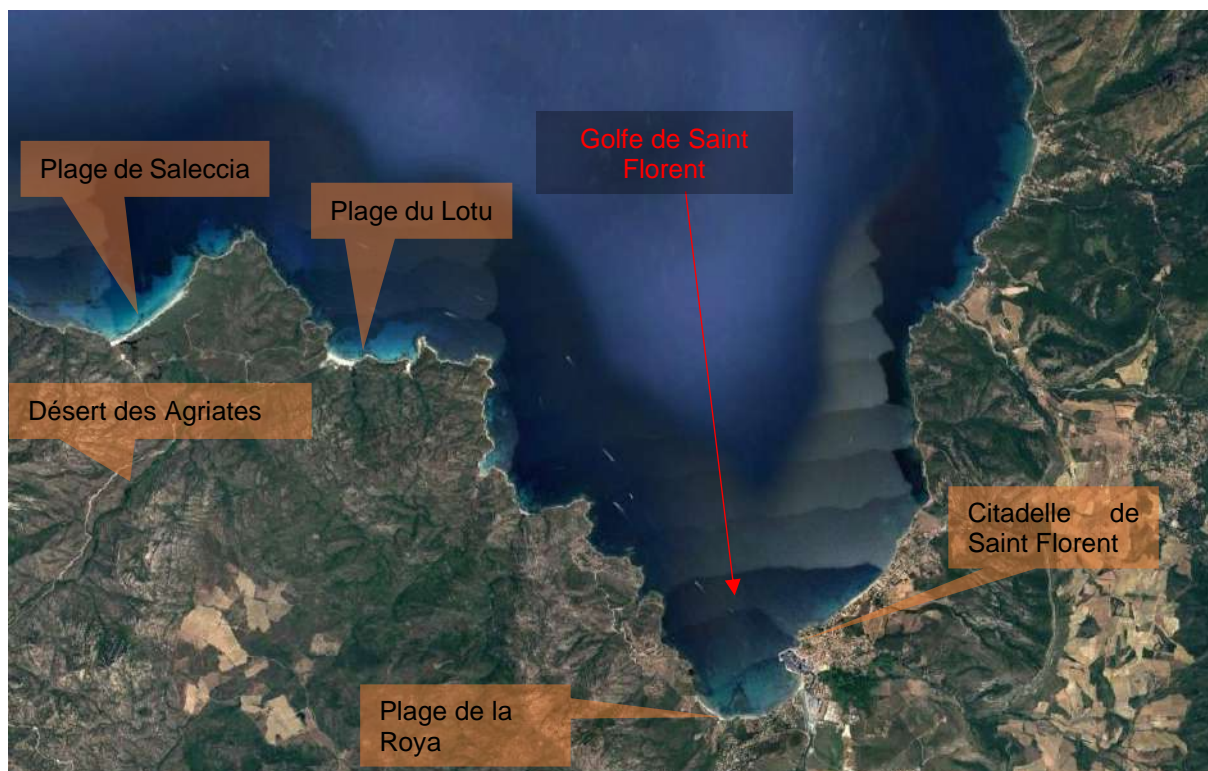 Golfe de Saint
Florent
Plage de Saleccia
Plage du Lotu
Désert des Agriates
Citadelle de
Saint Florent
Plage de la
Roya